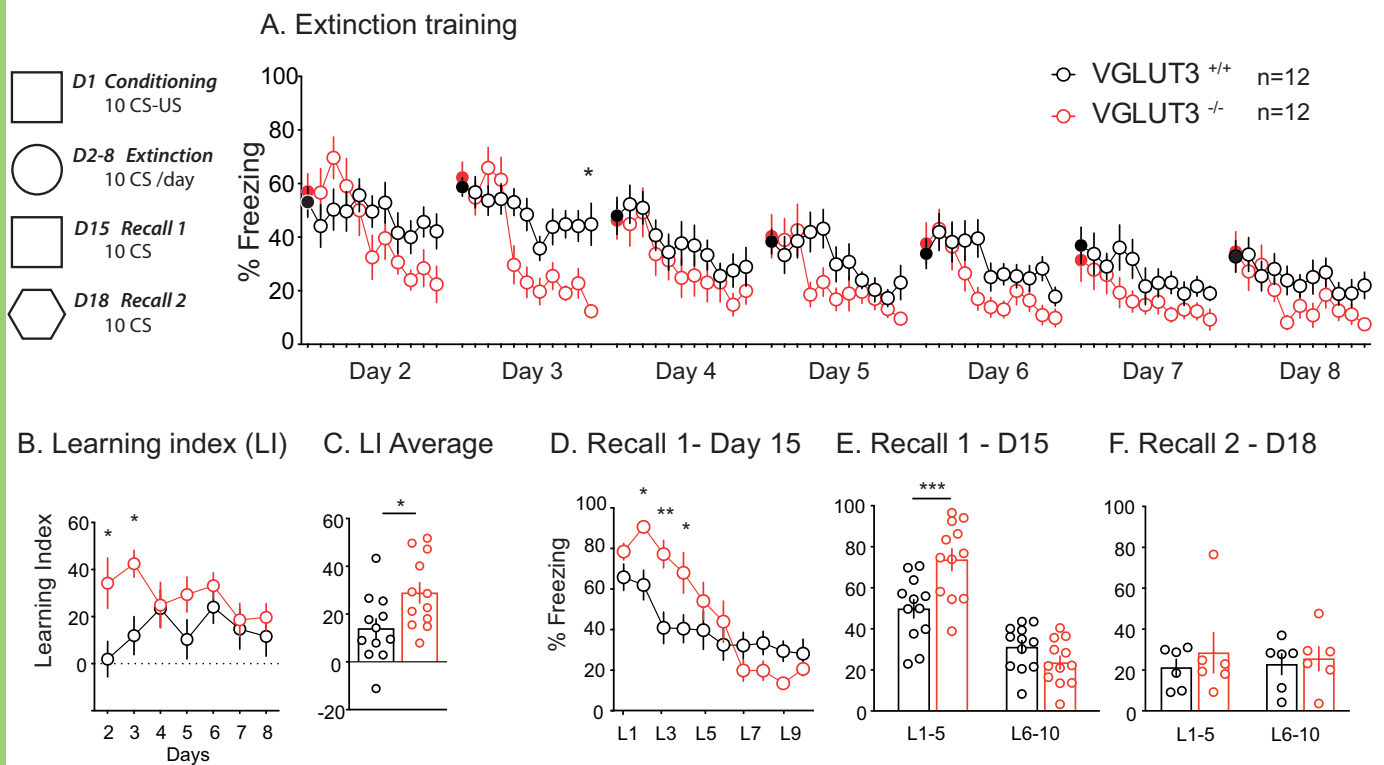 A. Extinction training
D1 Conditioning
10 CS-US
D2-8 Extinction
10 CS /day
D15 Recall 1
10 CS
D18 Recall 2
10 CS
% Freezing
100
80
60
40
20
0
*
VGLUT3 +/+ n=12
VGLUT3 -/- n=12
Day 2 Day 3 Day 4 Day 5 Day 6 Day 7 Day 8
B. Learning index (LI)
Learning Index
60
40
20
0
* *
2 3 4 5 6 7 8
Days
C. LI Average
60
40
20
0
-20
*
D. Recall 1- Day 15
% Freezing
100
80
60
40
20
0
* ** *
L1 L3 L5 L7 L9
E. Recall 1 - D15
100
80
60
40
20
0
***
L1-5 L6-10
F. Recall 2 - D18
100
80
60
40
20
0
L1-5 L6-10